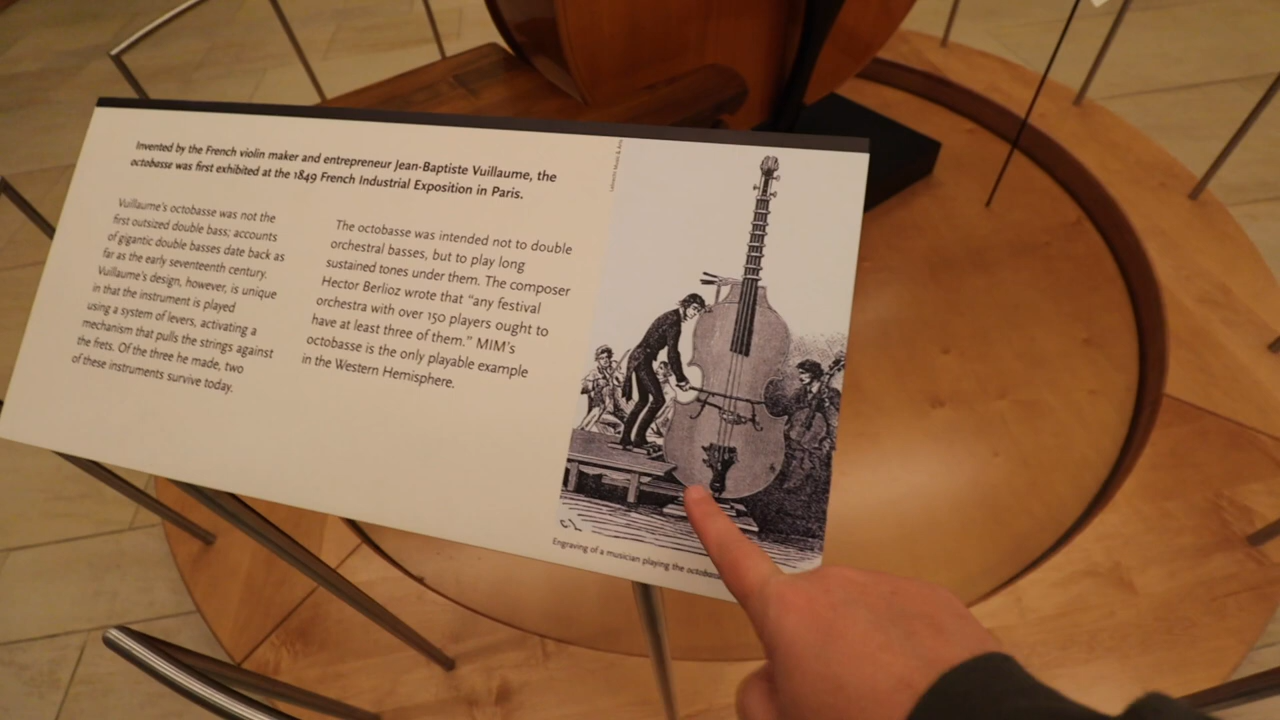 Invented by the French violin maker and entrepreneur Jean-Baptiste Vuillaume, the
octobasse was first exhibited at the 1849 French Industrial Exposition in Paris.
Vuillaume's octobasse was not the
first outsized double bass; accounts
of gigantic double basses date back as
far as the early seventeenth century.
Vuillaume's design, however, is unique
in that the instrument is played
using a system of levers, activating a
mechanism that pulls the strings against
the frets. Of the three he made, two
of these instruments survive today.
The octobasse was intended not to double
orchestral basses, but to play long
sustained tones under them. The composer
Hector Berlioz wrote that "any festival
orchestra with over 150 players ought to
have at least three of them." MIM's
octobasse is the only playable example
in the Western Hemisphere.
Engraving of a musician playing the